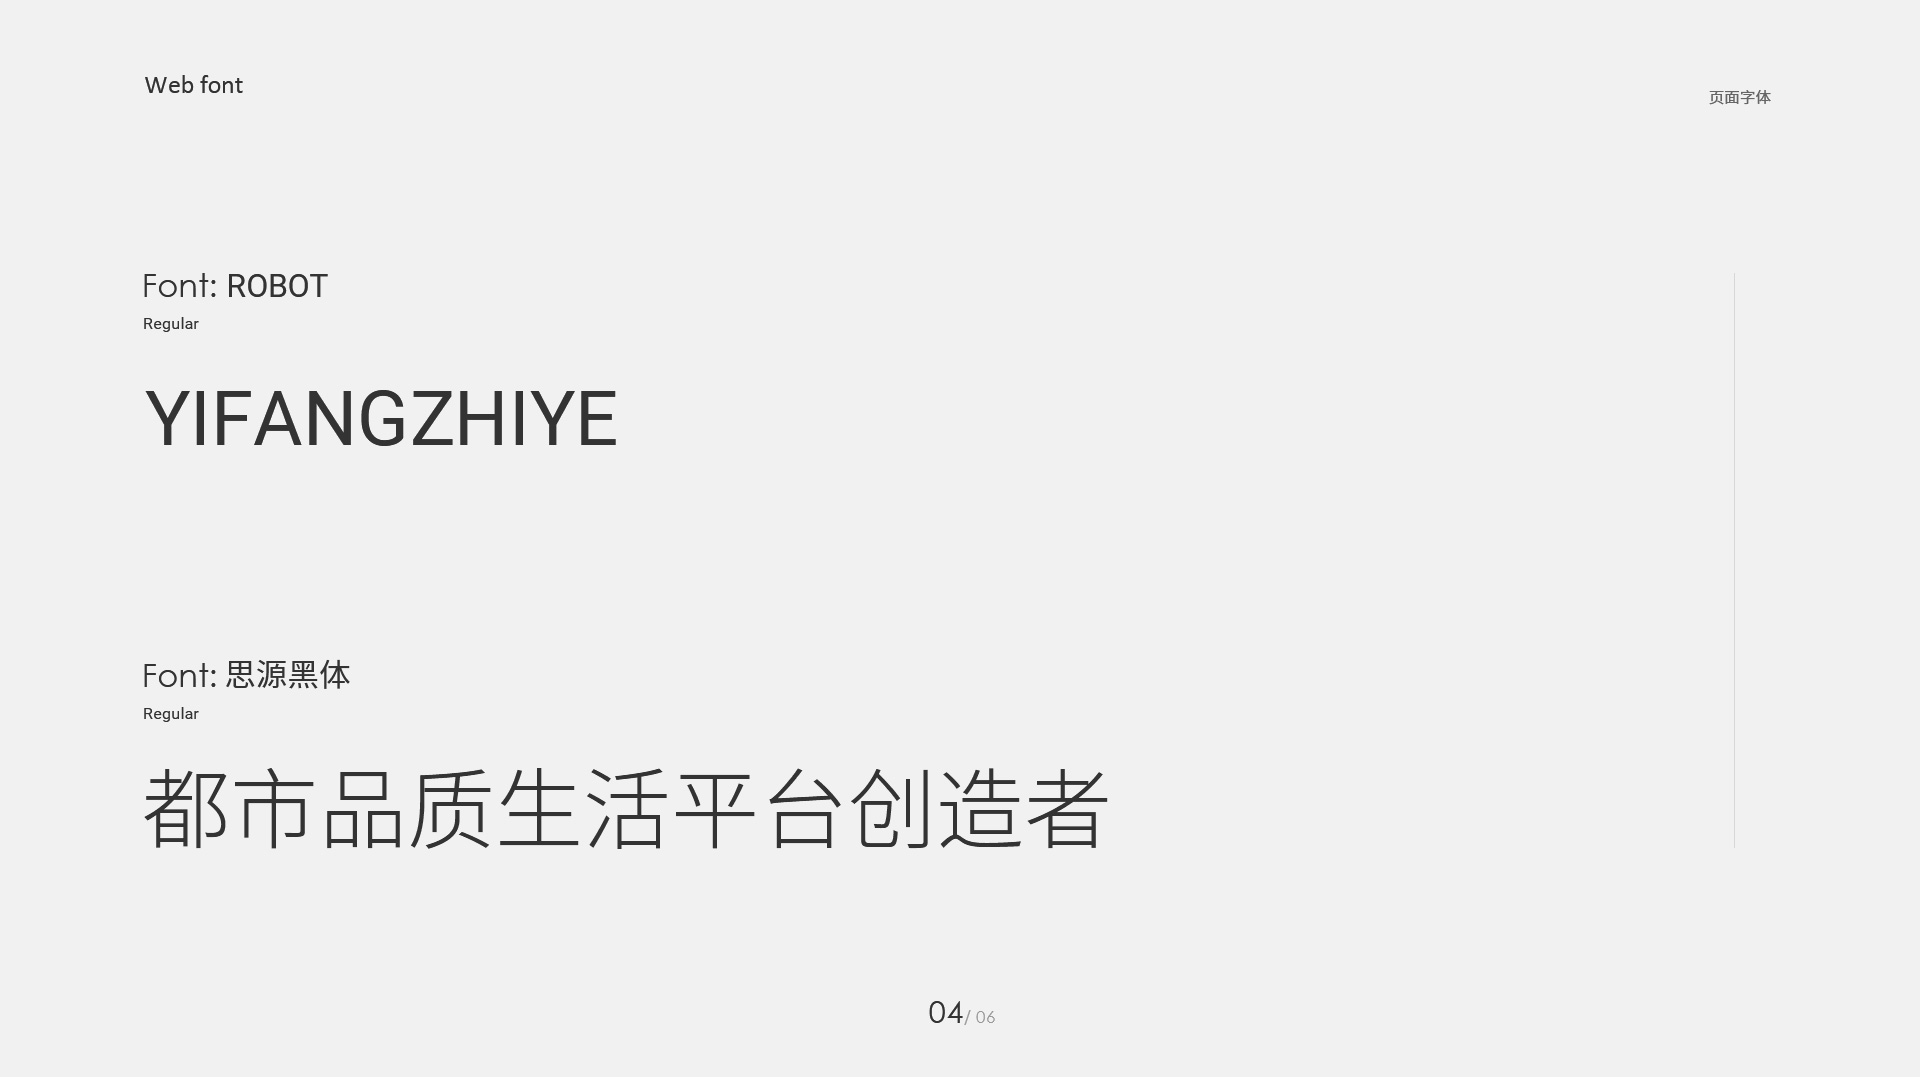 Web font
页面字体
Font: ROBOT
Regular
YIFANGZHIYE
Font: 思源黑体
Regular
都市品质生活平台创造者
04/ 06